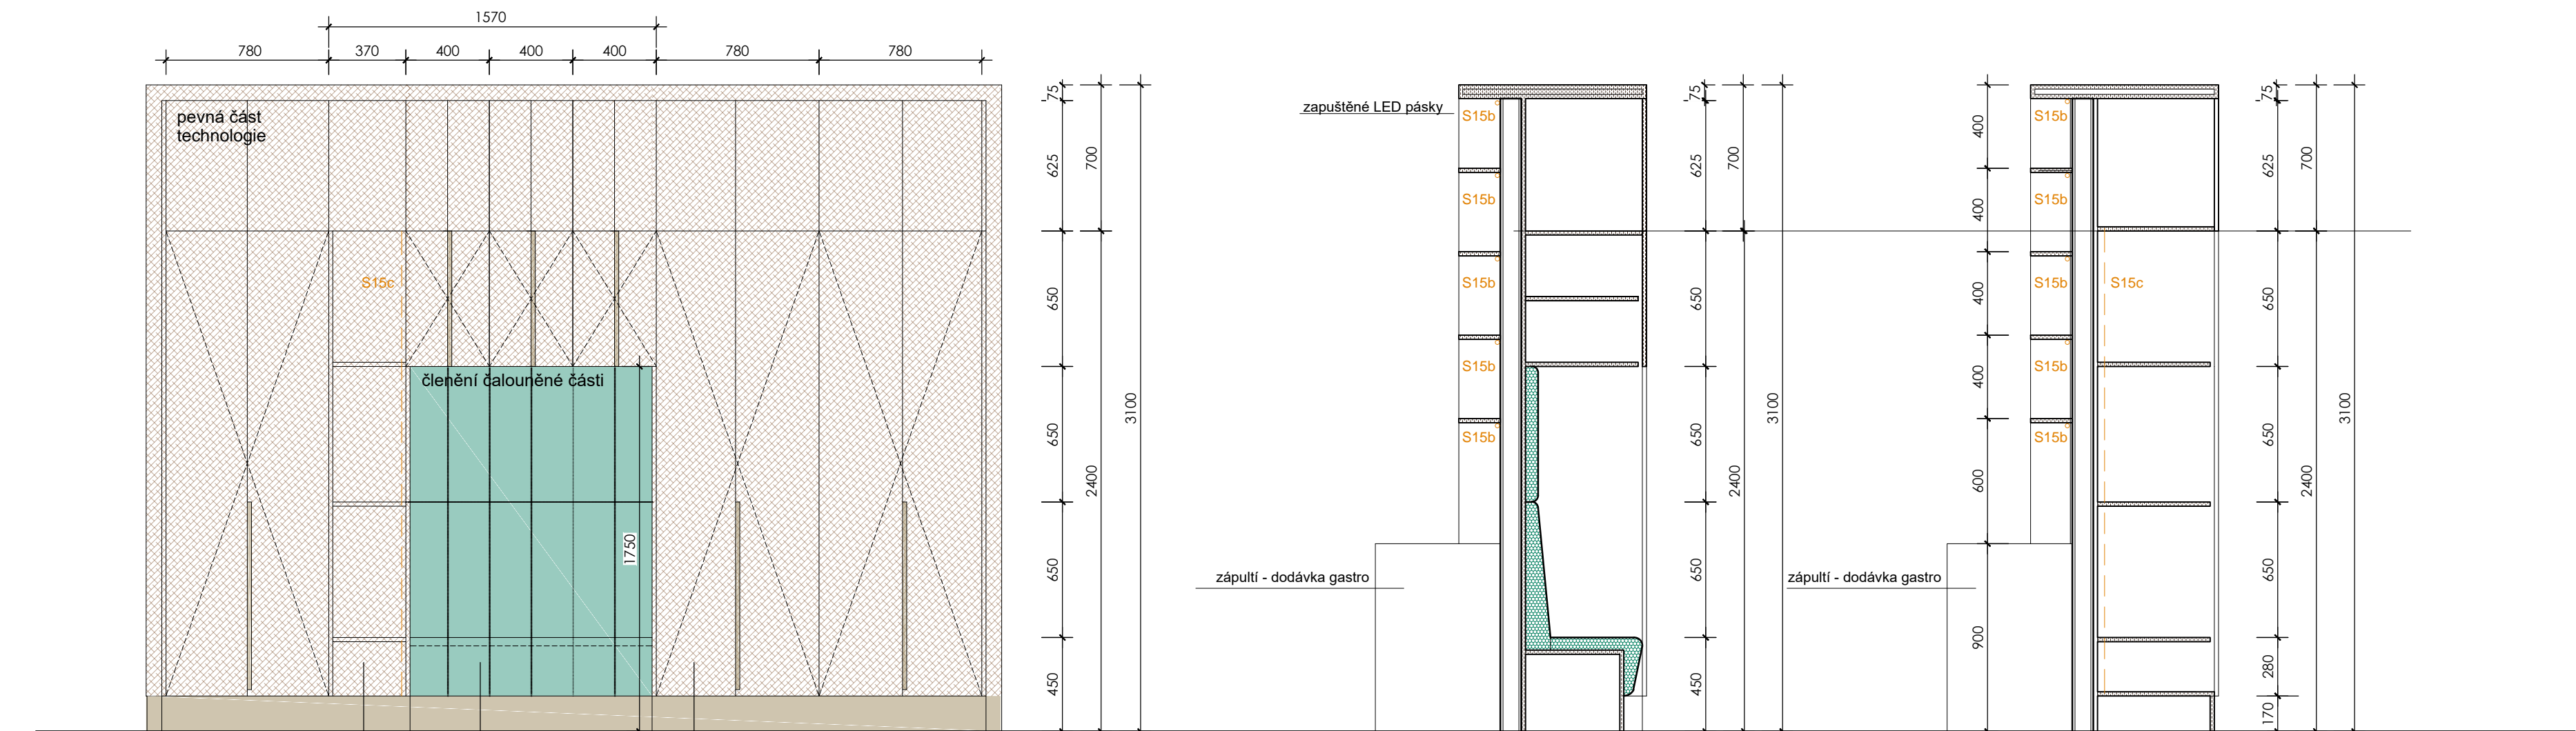 1570
780 370 400 400 400 780 780
pevná část
technologie
S15c
členění čalouněné části
1750
75
625
700
650
650
3100
2400
650
450
zapuštěné LED pásky
S15b
S15b
S15b
S15b
S15b
zápultí - dodávka gastro
75
625
700
650
650
3100
2400
650
450
400
400
400
400
600
900
S15b
S15b
S15b
S15b
S15b
S15c
zápultí - dodávka gastro
75
625
700
650
650
3100
2400
650
280
170